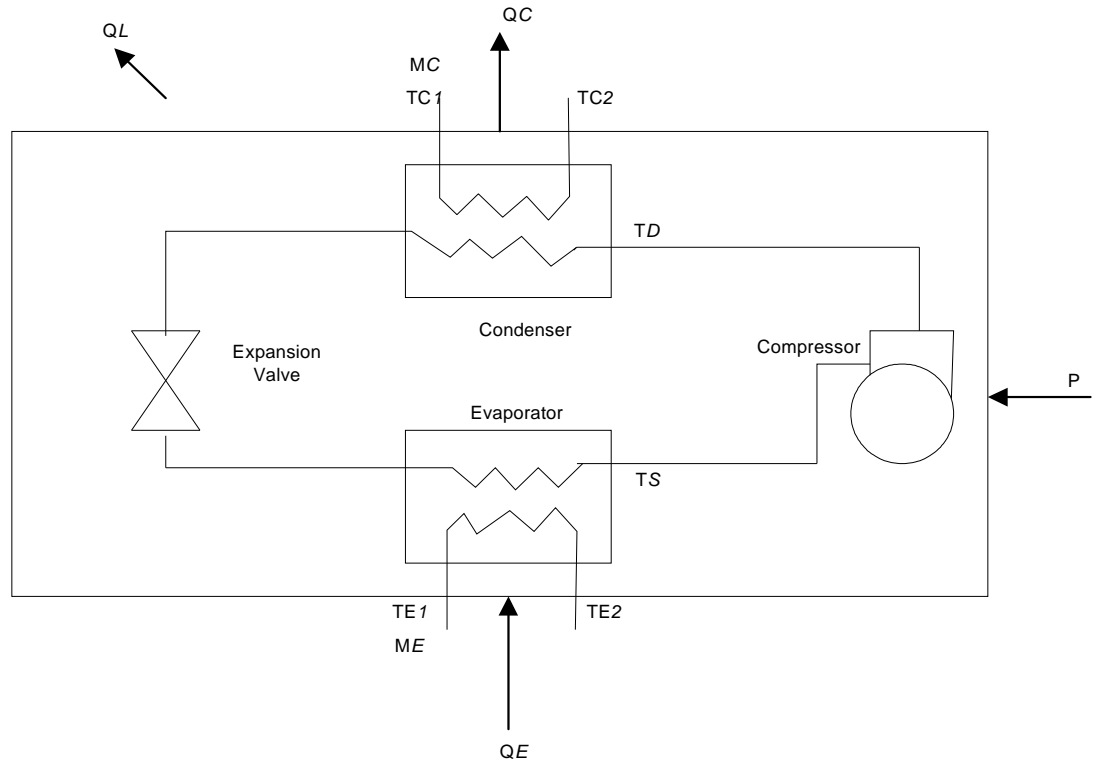 QC
QL
MC
TC1
TC2
TD
Condenser
Compressor
Expansion
Valve
P
Evaporator
TS
TE1
TE2
ME
QE